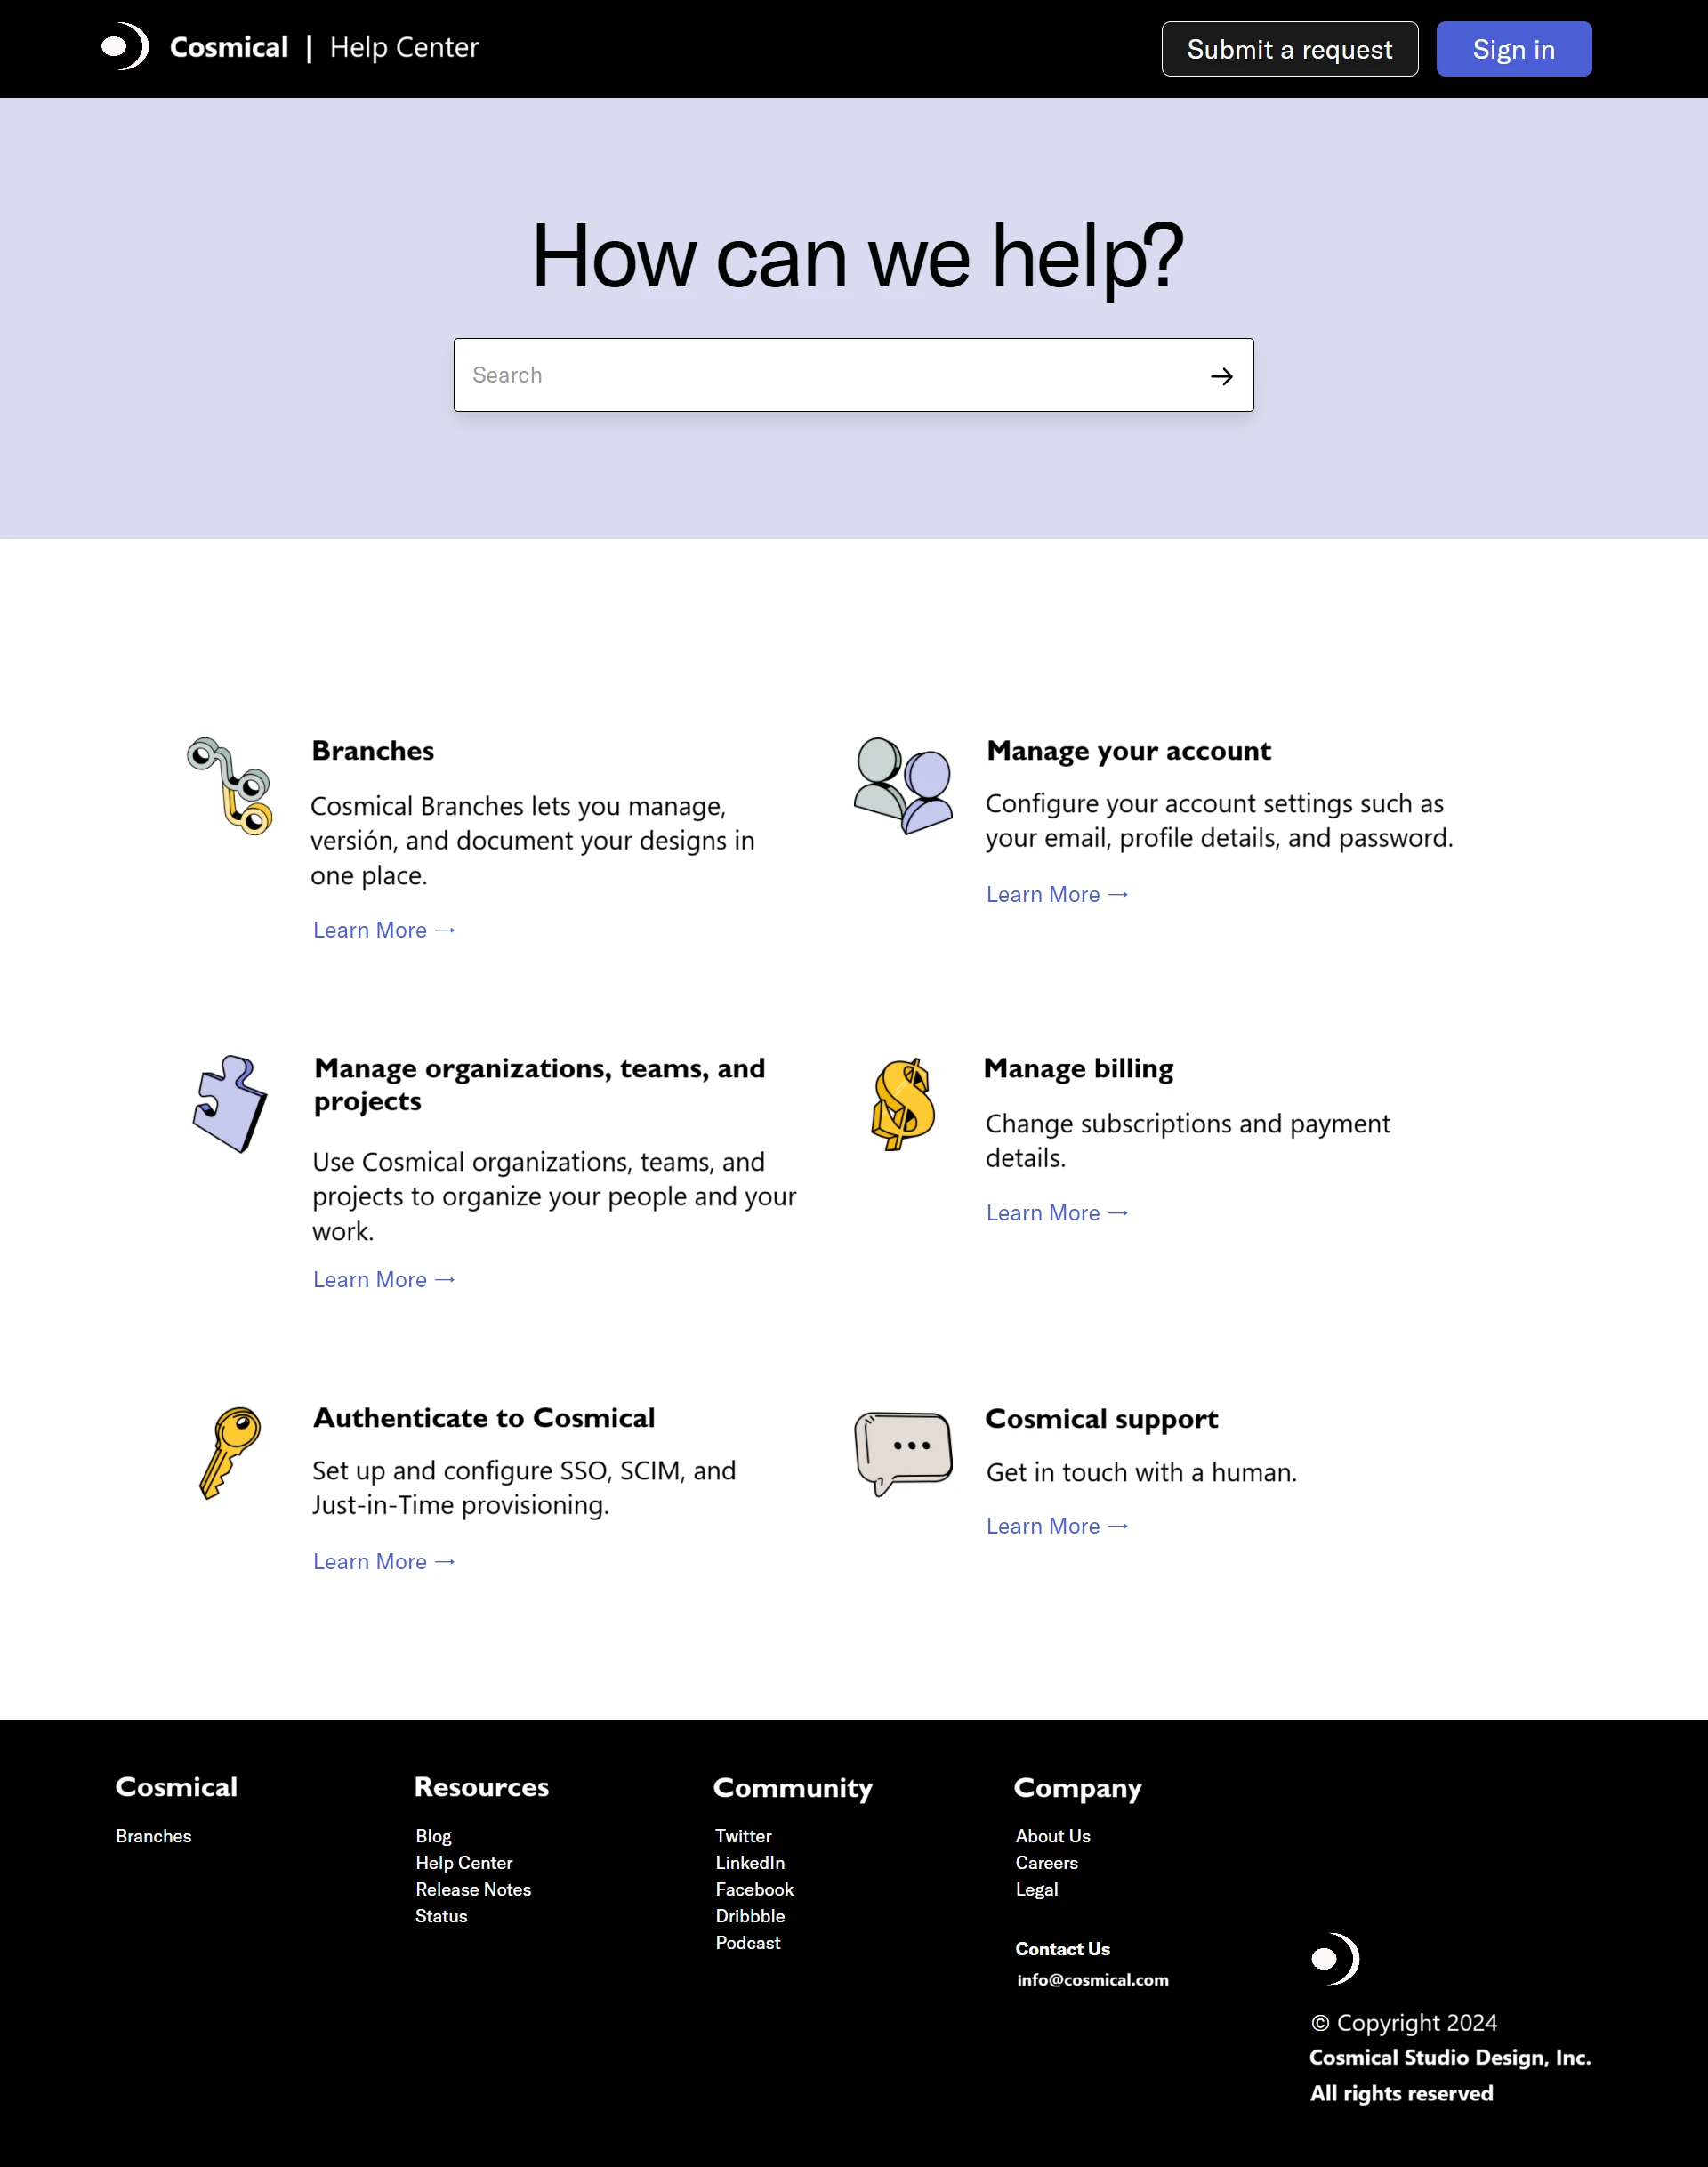 Cosmical | Help Center
Submit a request
Sign in
How can we help?
Search
Branches
Cosmical Branches lets you manage,
versión, and document your designs in
one place.
Learn More →
Manage your account
Configure your account settings such as
your email, profile details, and password.
Learn More →
Manage organizations, teams, and
projects
Use Cosmical organizations, teams, and
projects to organize your people and your
work.
Learn More →
Manage billing
Change subscriptions and payment
details.
Learn More →
Authenticate to Cosmical
Set up and configure SSO, SCIM, and
Just-in-Time provisioning.
Learn More →
Cosmical support
Get in touch with a human.
Learn More →
Cosmical
Branches
Resources
Blog
Help Center
Release Notes
Status
Community
Twitter
LinkedIn
Facebook
Dribbble
Podcast
Company
About Us
Careers
Legal
Contact Us
info@cosmical.com
© Copyright 2024
Cosmical Studio Design, Inc.
All rights reserved